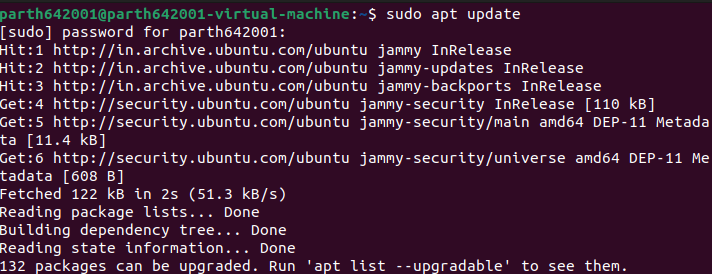 parth642001@parth642001-virtual-machine:~$ sudo apt update
[sudo] password for parth642001:
Hit:1 http://in.archive.ubuntu.com/ubuntu jammy InRelease
Hit:2 http://in.archive.ubuntu.com/ubuntu jammy-updates InRelease
Hit:3 http://in.archive.ubuntu.com/ubuntu jammy-backports InRelease
Get:4 http://security.ubuntu.com/ubuntu jammy-security InRelease [110 kB]
Get:5 http://security.ubuntu.com/ubuntu jammy-security/main amd64 DEP-11 Metada
ta [11.4 kB]
Get:6 http://security.ubuntu.com/ubuntu jammy-security/universe amd64 DEP-11 Me
tadata [608 B]
Fetched 122 kB in 2s (51.3 kB/s)
Reading package lists... Done
Building dependency tree... Done
Reading state information... Done
132 packages can be upgraded. Run 'apt list --upgradable' to see them.